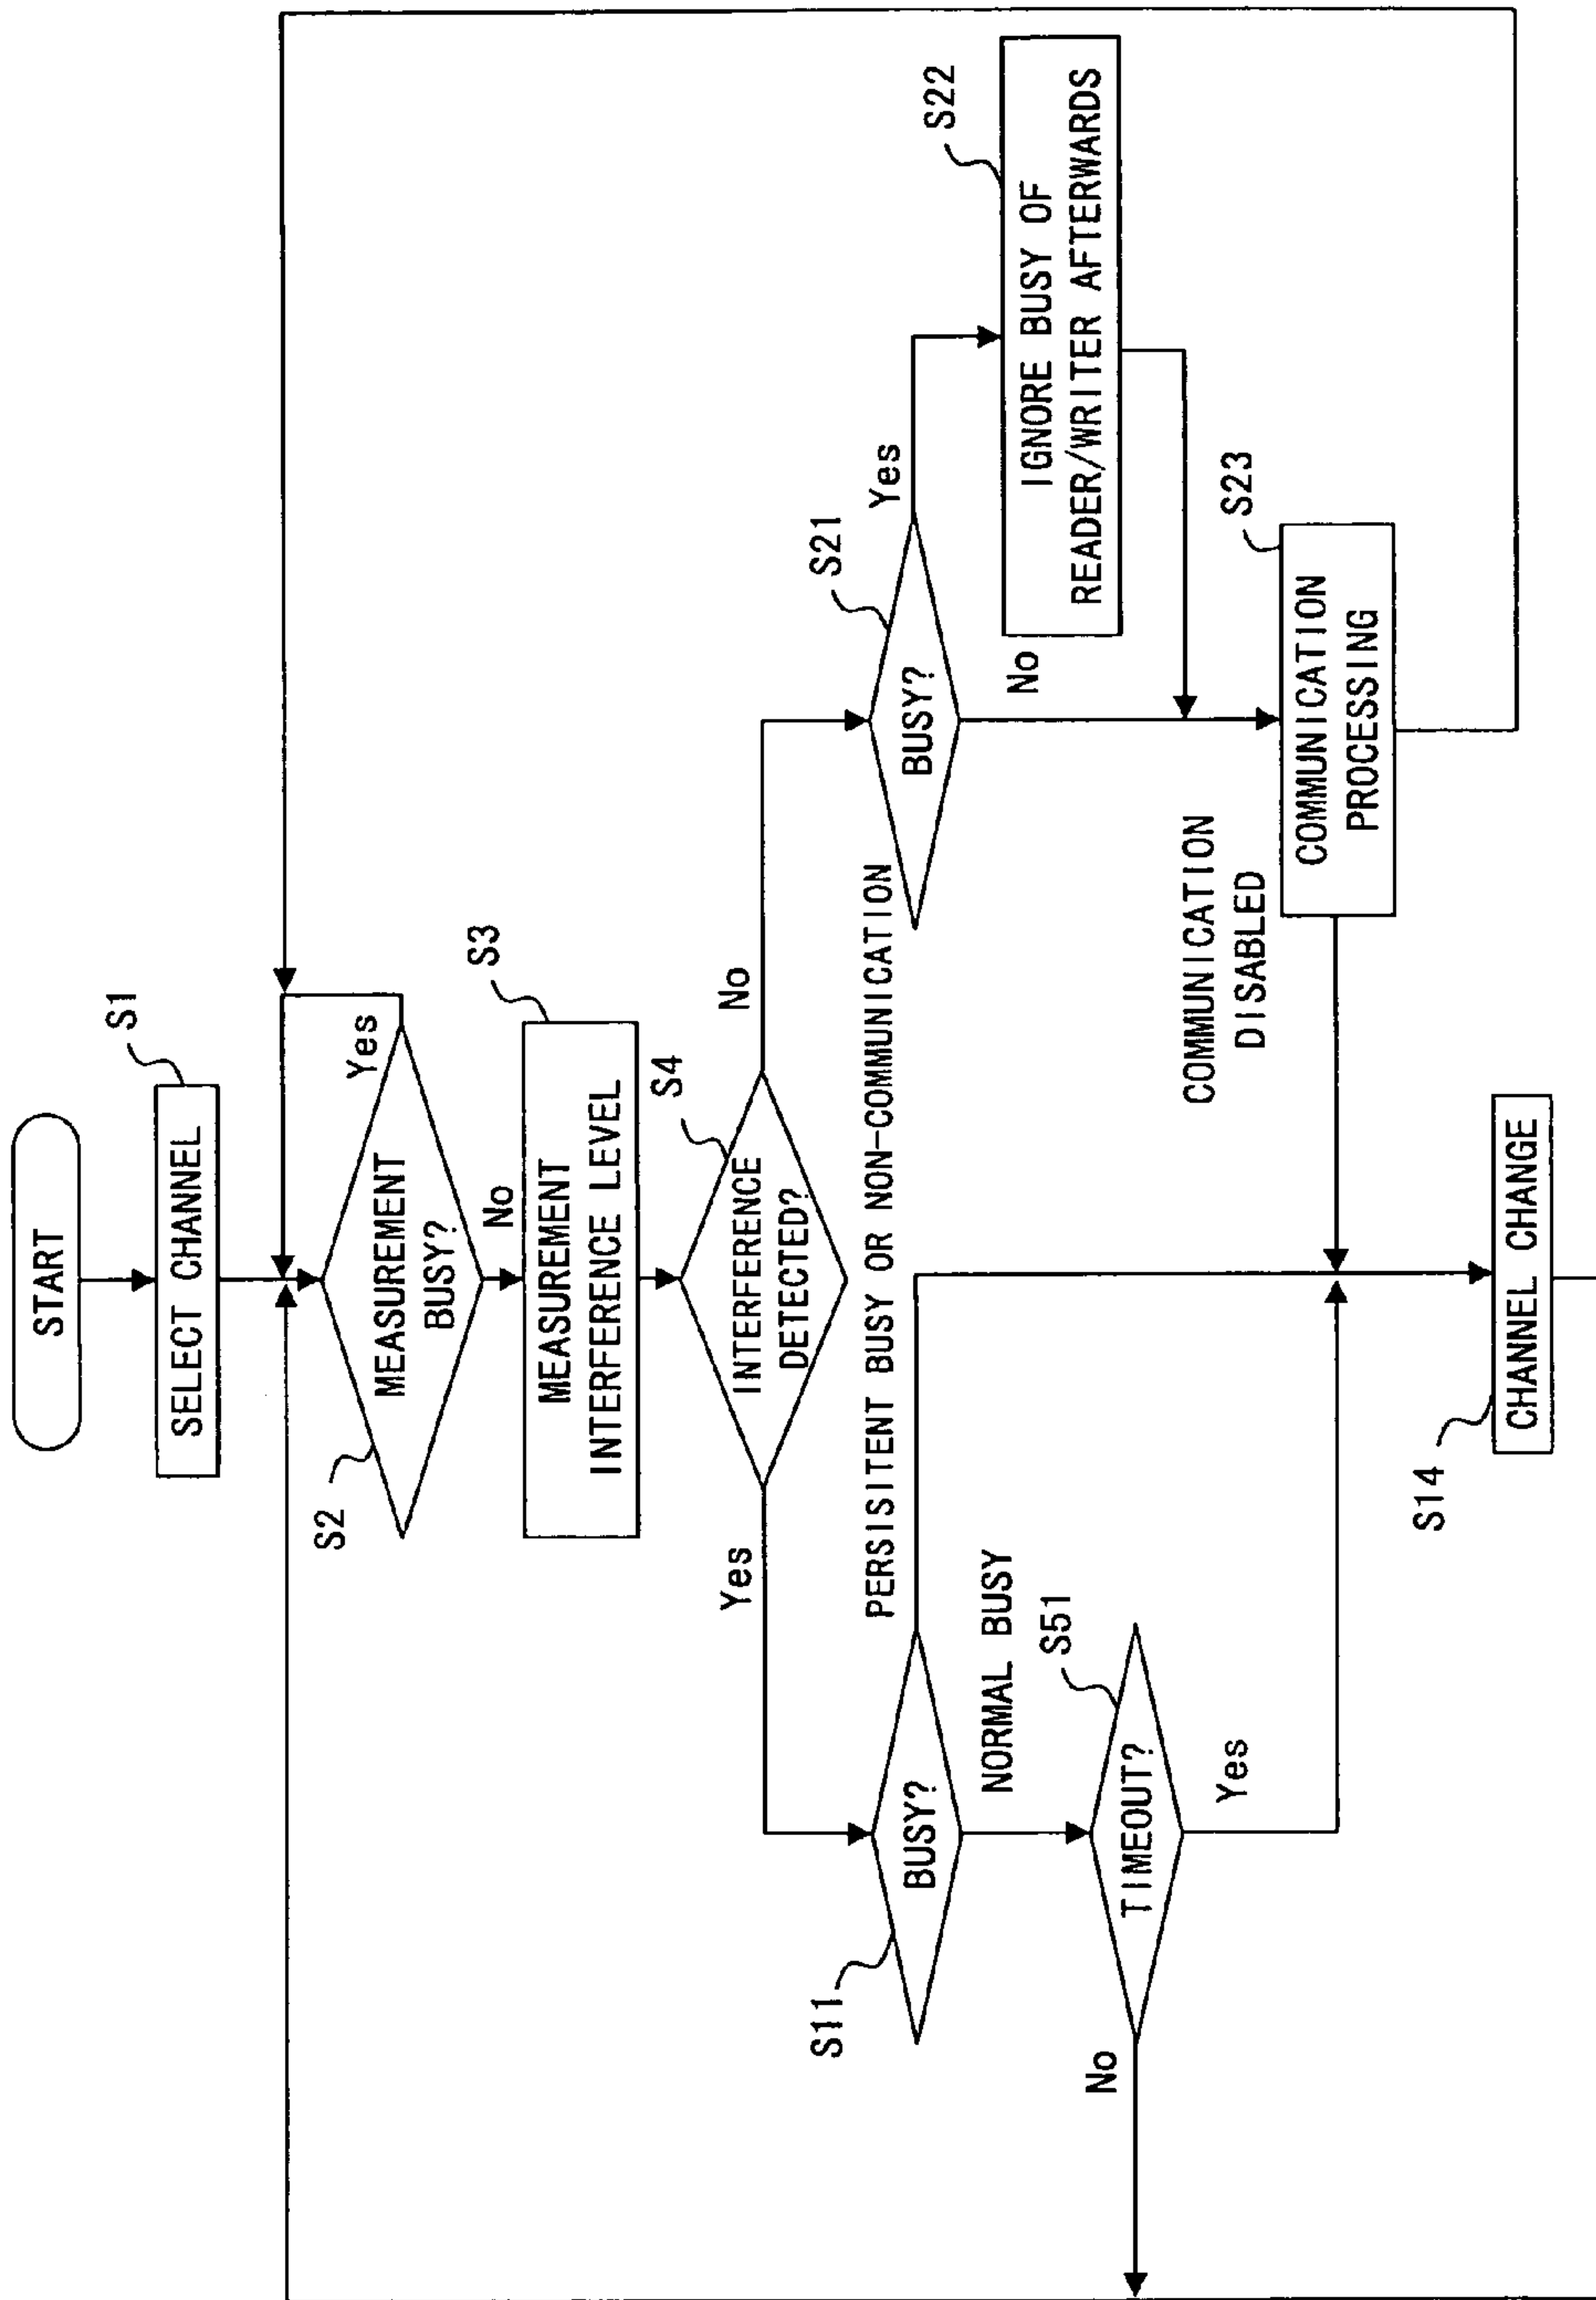 START
S1
SELECT CHANNEL
S2
MEASUREMENT
BUSY?
Yes
No
S3
MEASUREMENT
INTERFERENCE LEVEL
S4
INTERFERENCE
DETECTED?
Yes
No
S11
BUSY?
PERSISITENT BUSY OR NON-COMMUNICATION
NORMAL BUSY
S51
TIMEOUT?
No
Yes
S21
BUSY?
Yes
No
S22
IGNORE BUSY OF
READER/WRITER AFTERWARDS
S23
COMMUNICATION
PROCESSING
COMMUNICATION
DISABLED
S14
CHANNEL CHANGE